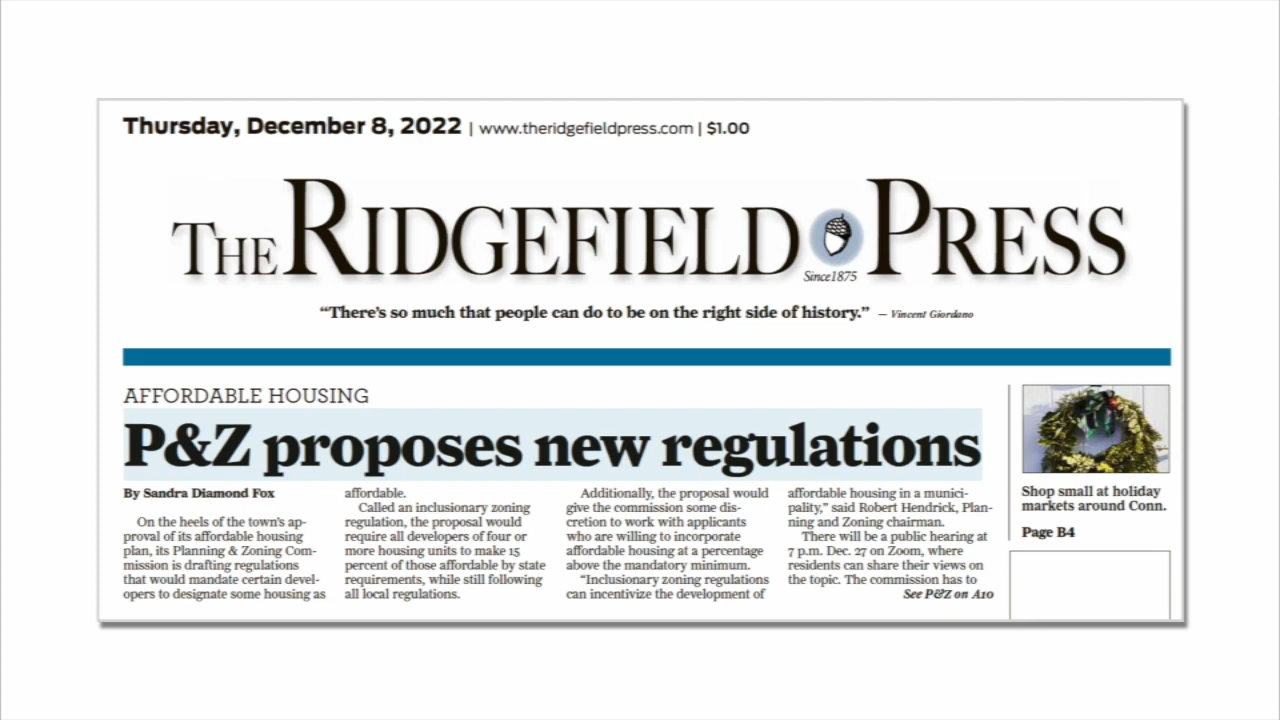 Thursday, December 8, 2022 | www.theridgefieldpress.com | $1.00
THE RIDGEFIELD PRESS
Since1875
“There’s so much that people can do to be on the right side of history.” — Vincent Giordano
AFFORDABLE HOUSING
P&Z proposes new regulations
By Sandra Diamond Fox
On the heels of the town’s ap-
proval of its affordable housing
plan, its Planning & Zoning Com-
mission is drafting regulations
that would mandate certain devel-
opers to designate some housing as
affordable.
Called an inclusionary zoning
regulation, the proposal would
require all developers of four or
more housing units to make 15
percent of those affordable by state
requirements, while still following
all local regulations.
Additionally, the proposal would
give the commission some dis-
cretion to work with applicants
who are willing to incorporate
affordable housing at a percentage
above the mandatory minimum.
“Inclusionary zoning regulations
can incentivize the development of
affordable housing in a munici-
pality,” said Robert Hendrick, Plan-
ning and Zoning chairman.
There will be a public hearing at
7 p.m. Dec. 27 on Zoom, where
residents can share their views on
the topic. The commission has to
See P&Z on A10
Shop small at holiday
markets around Conn.
Page B4